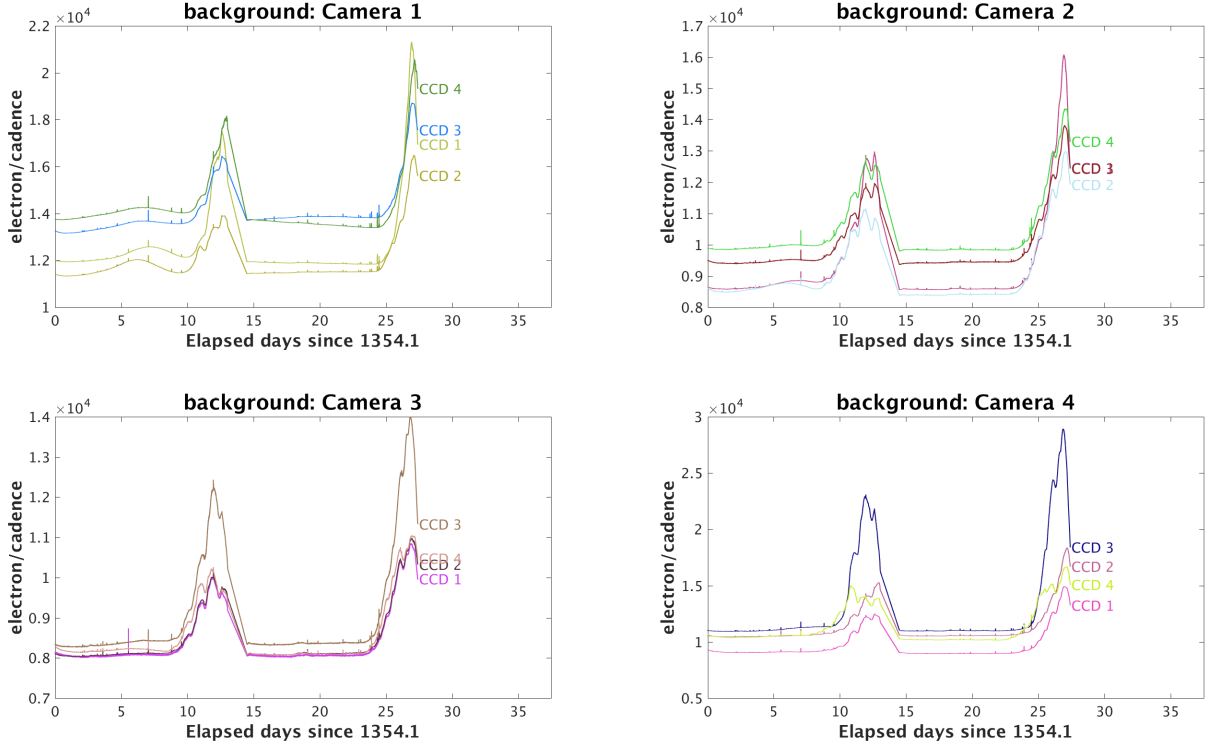 background: Camera 1
×10⁴
2.2
2
1.8
1.6
1.4
1.2
1
electron/cadence
CCD 4
CCD 3
CCD 1
CCD 2
0 5 10 15 20 25 30 35
Elapsed days since 1354.1
background: Camera 2
×10⁴
1.7
1.6
1.5
1.4
1.3
1.2
1.1
1
0.9
0.8
electron/cadence
CCD 4
CCD 3
CCD 2
0 5 10 15 20 25 30 35
Elapsed days since 1354.1
background: Camera 3
×10⁴
1.4
1.3
1.2
1.1
1
0.9
0.8
0.7
electron/cadence
CCD 3
CCD 4
CCD 2
CCD 1
0 5 10 15 20 25 30 35
Elapsed days since 1354.1
background: Camera 4
×10⁴
3
2.5
2
1.5
1
0.5
electron/cadence
CCD 3
CCD 2
CCD 4
CCD 1
0 5 10 15 20 25 30 35
Elapsed days since 1354.1